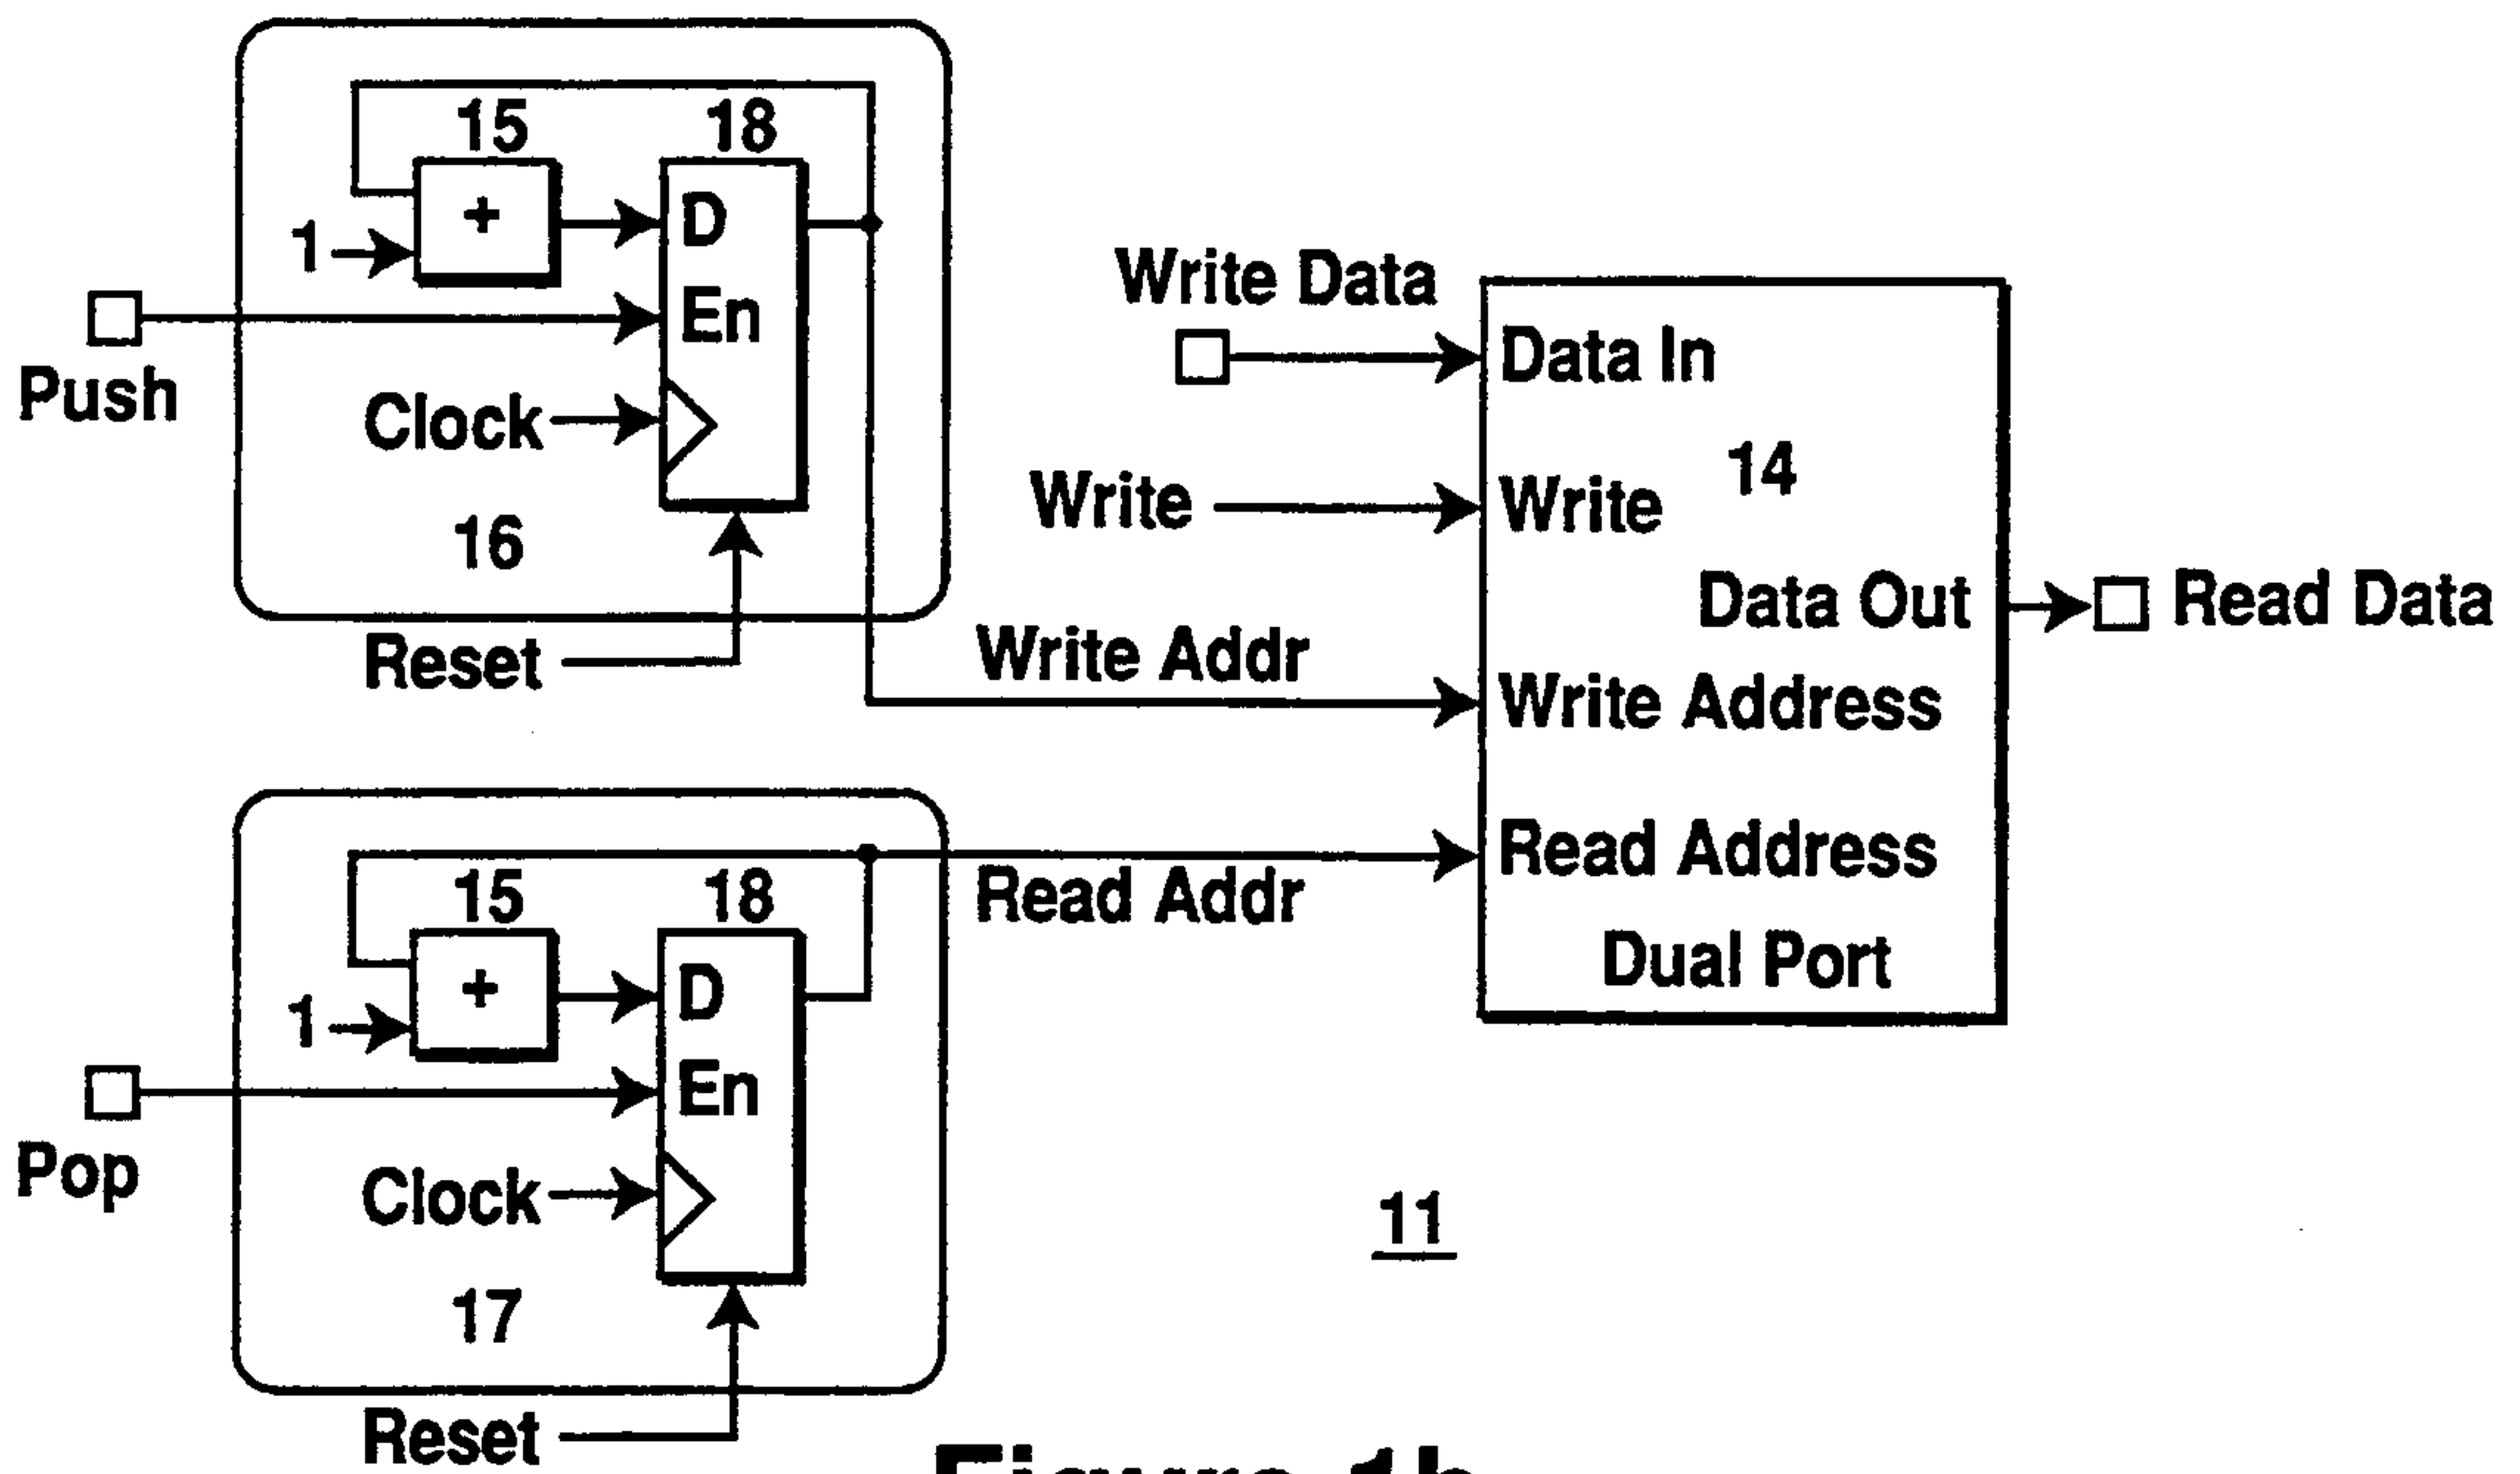 15
18
+
D
1
En
Push
Clock
16
Reset
Write Data
Data In
14
Write
Write
Data Out
Read Data
Write Addr
Write Address
Read Address
Read Addr
Dual Port
15
18
+
D
1
En
Pop
Clock
17
Reset
11
Figure 1b